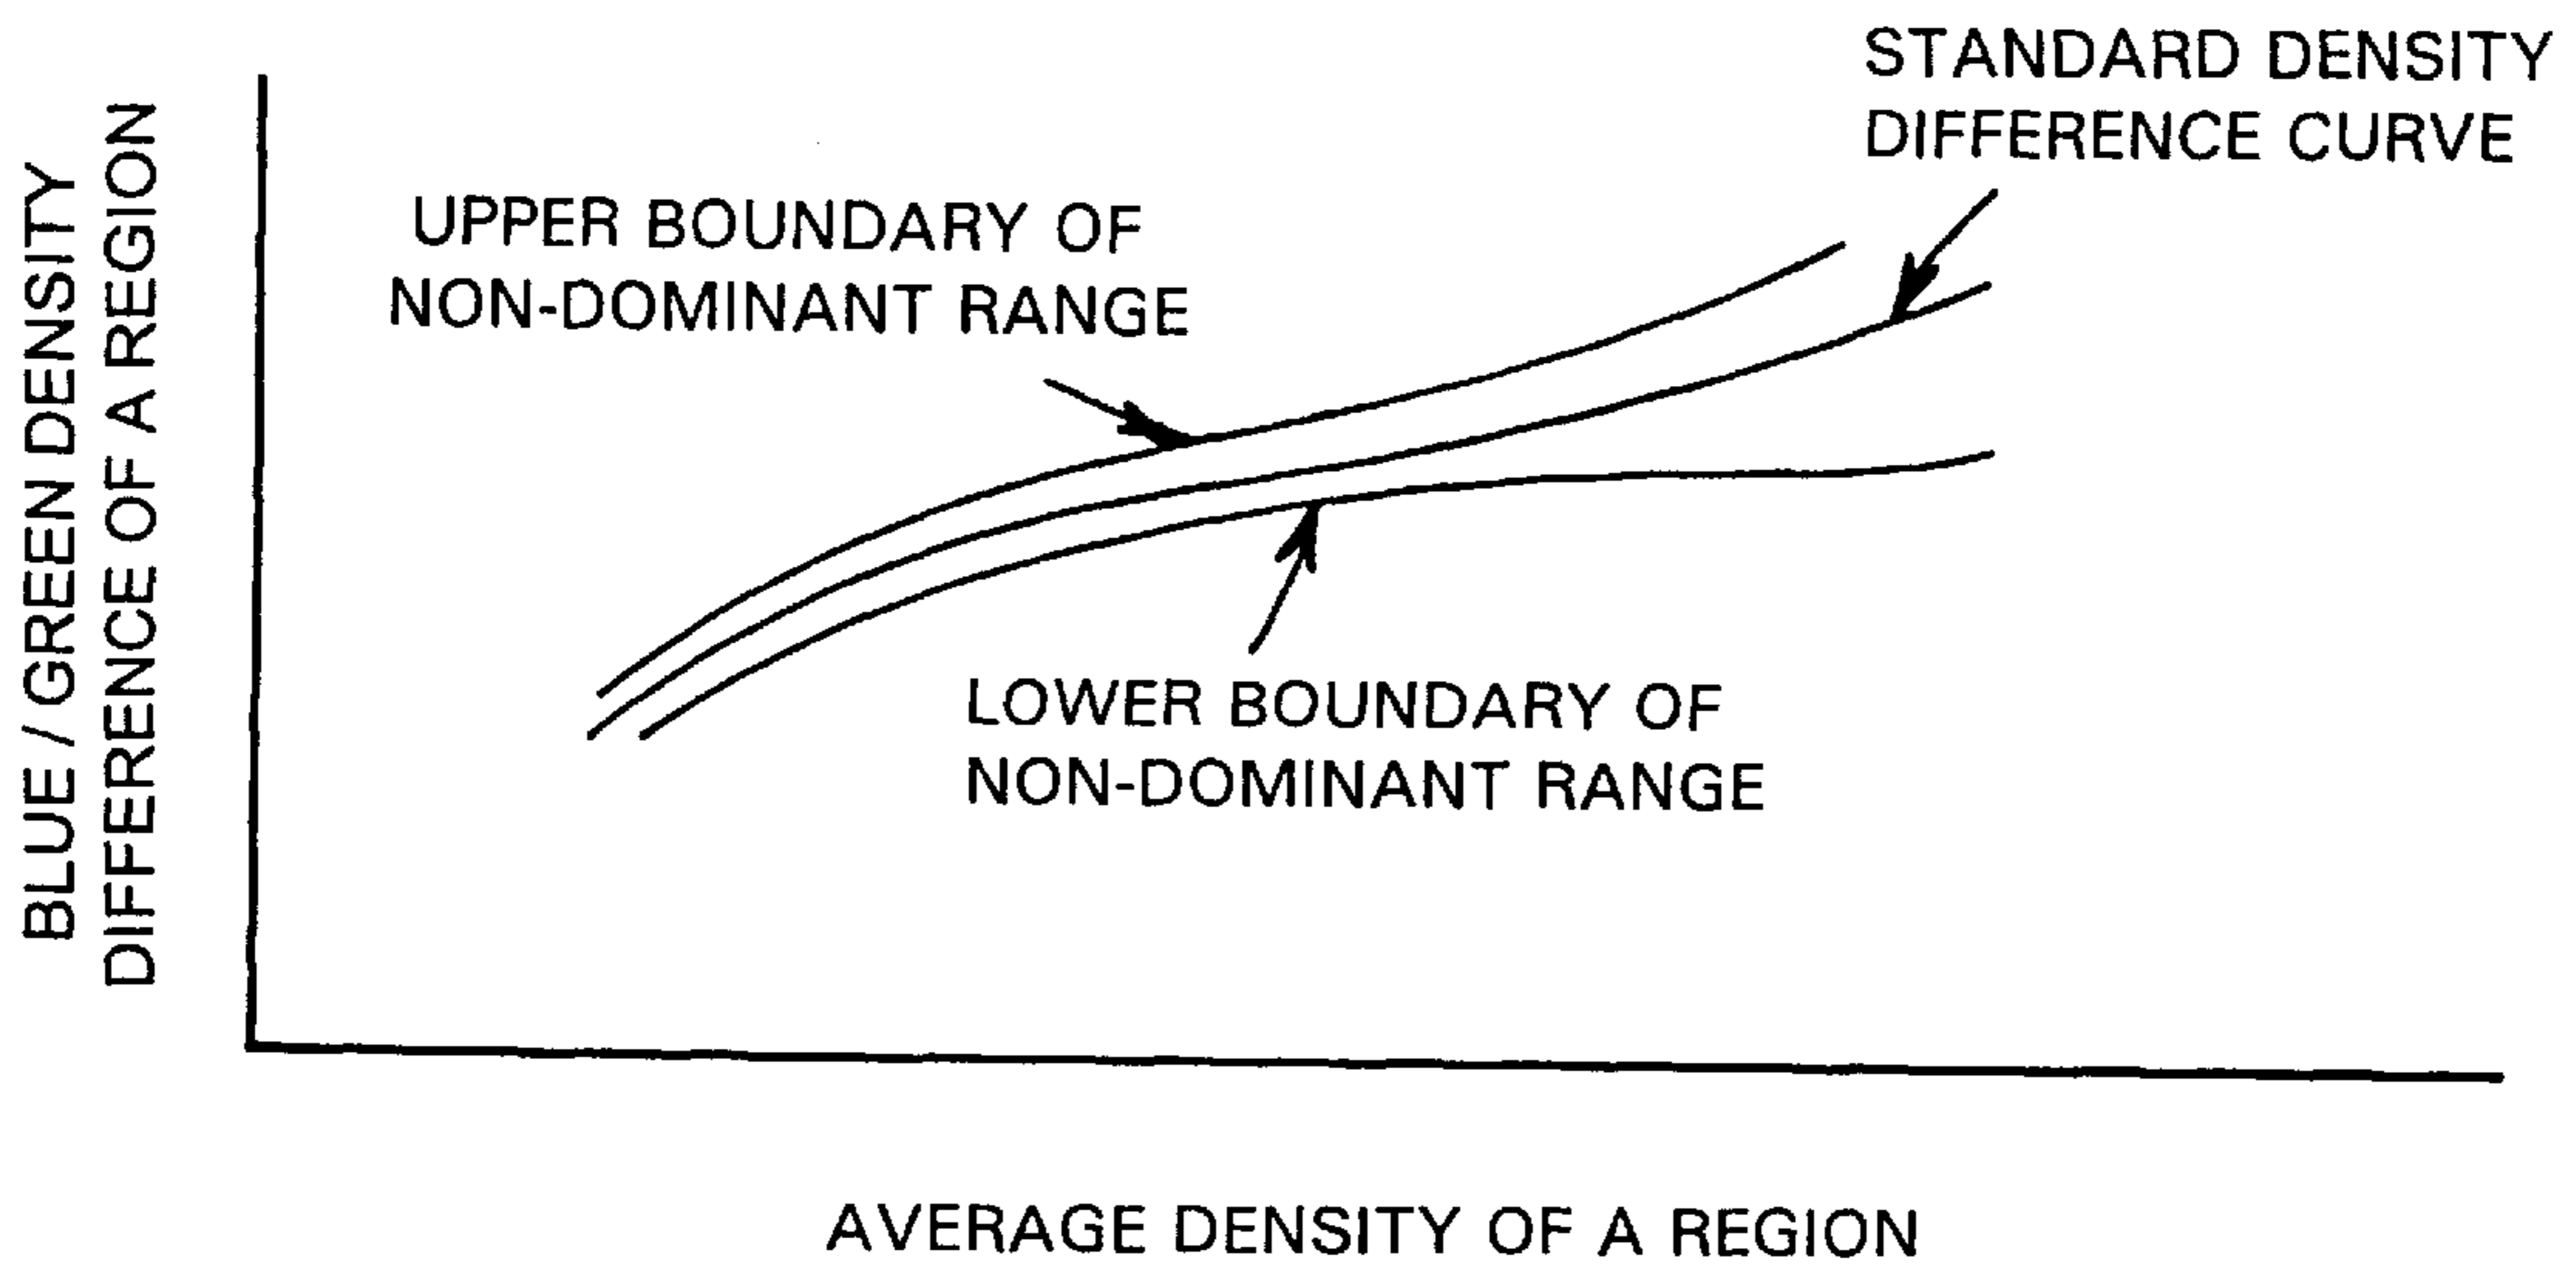 STANDARD DENSITY
DIFFERENCE CURVE
UPPER BOUNDARY OF
NON-DOMINANT RANGE
BLUE / GREEN DENSITY
DIFFERENCE OF A REGION
LOWER BOUNDARY OF
NON-DOMINANT RANGE
AVERAGE DENSITY OF A REGION